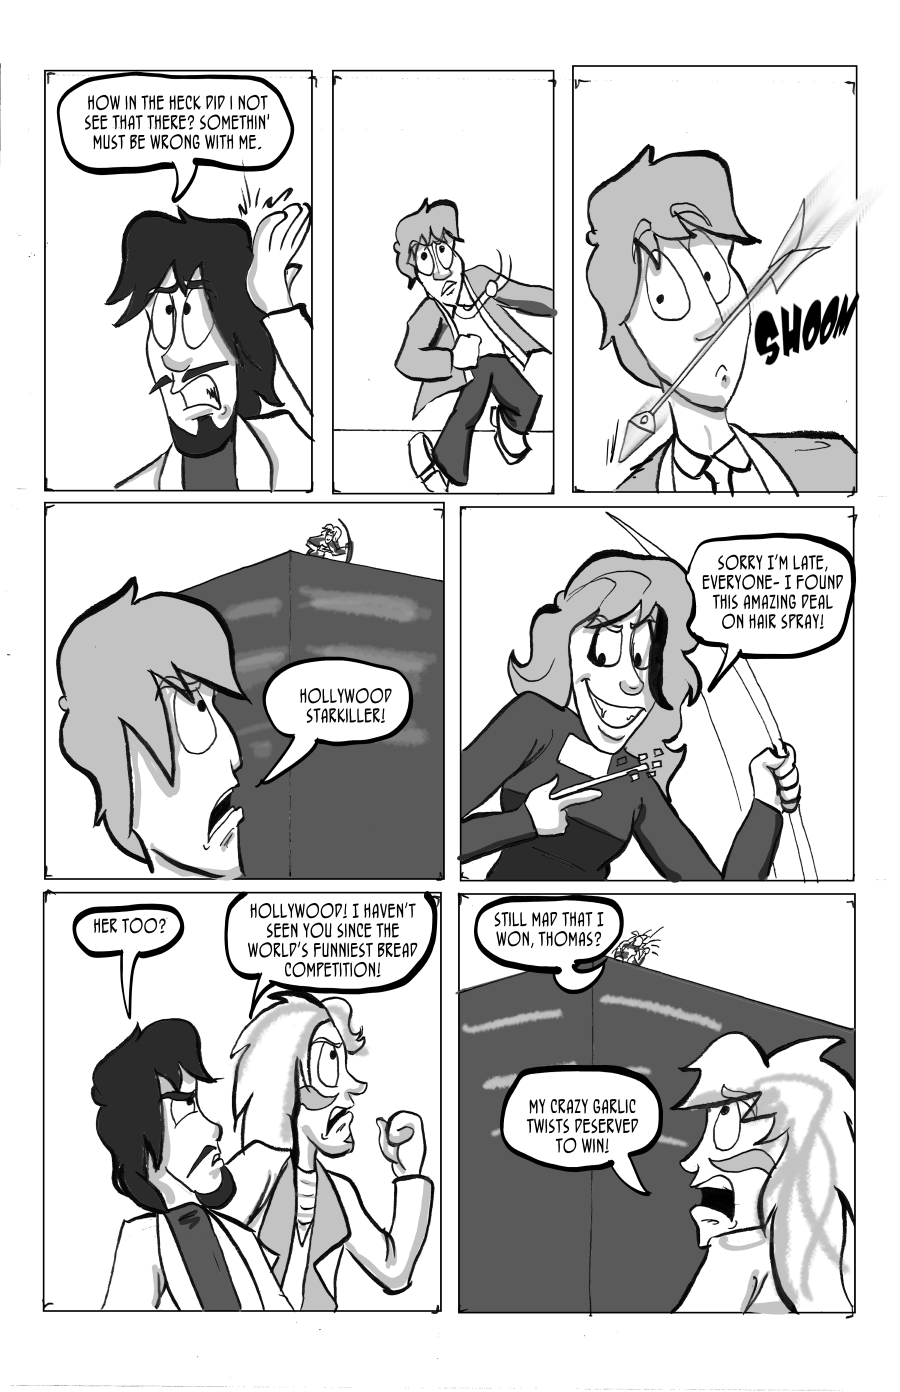 HOW IN THE HECK DID I NOT
SEE THAT THERE? SOMETHIN'
MUST BE WRONG WITH ME.
SHOOM
HOLLYWOOD
STARKILLER!
SORRY I'M LATE,
EVERYONE- I FOUND
THIS AMAZING DEAL
ON HAIR SPRAY!
HER TOO?
HOLLYWOOD! I HAVEN'T
SEEN YOU SINCE THE
WORLD'S FUNNIEST BREAD
COMPETITION!
STILL MAD THAT I
WON, THOMAS?
MY CRAZY GARLIC
TWISTS DESERVED
TO WIN!